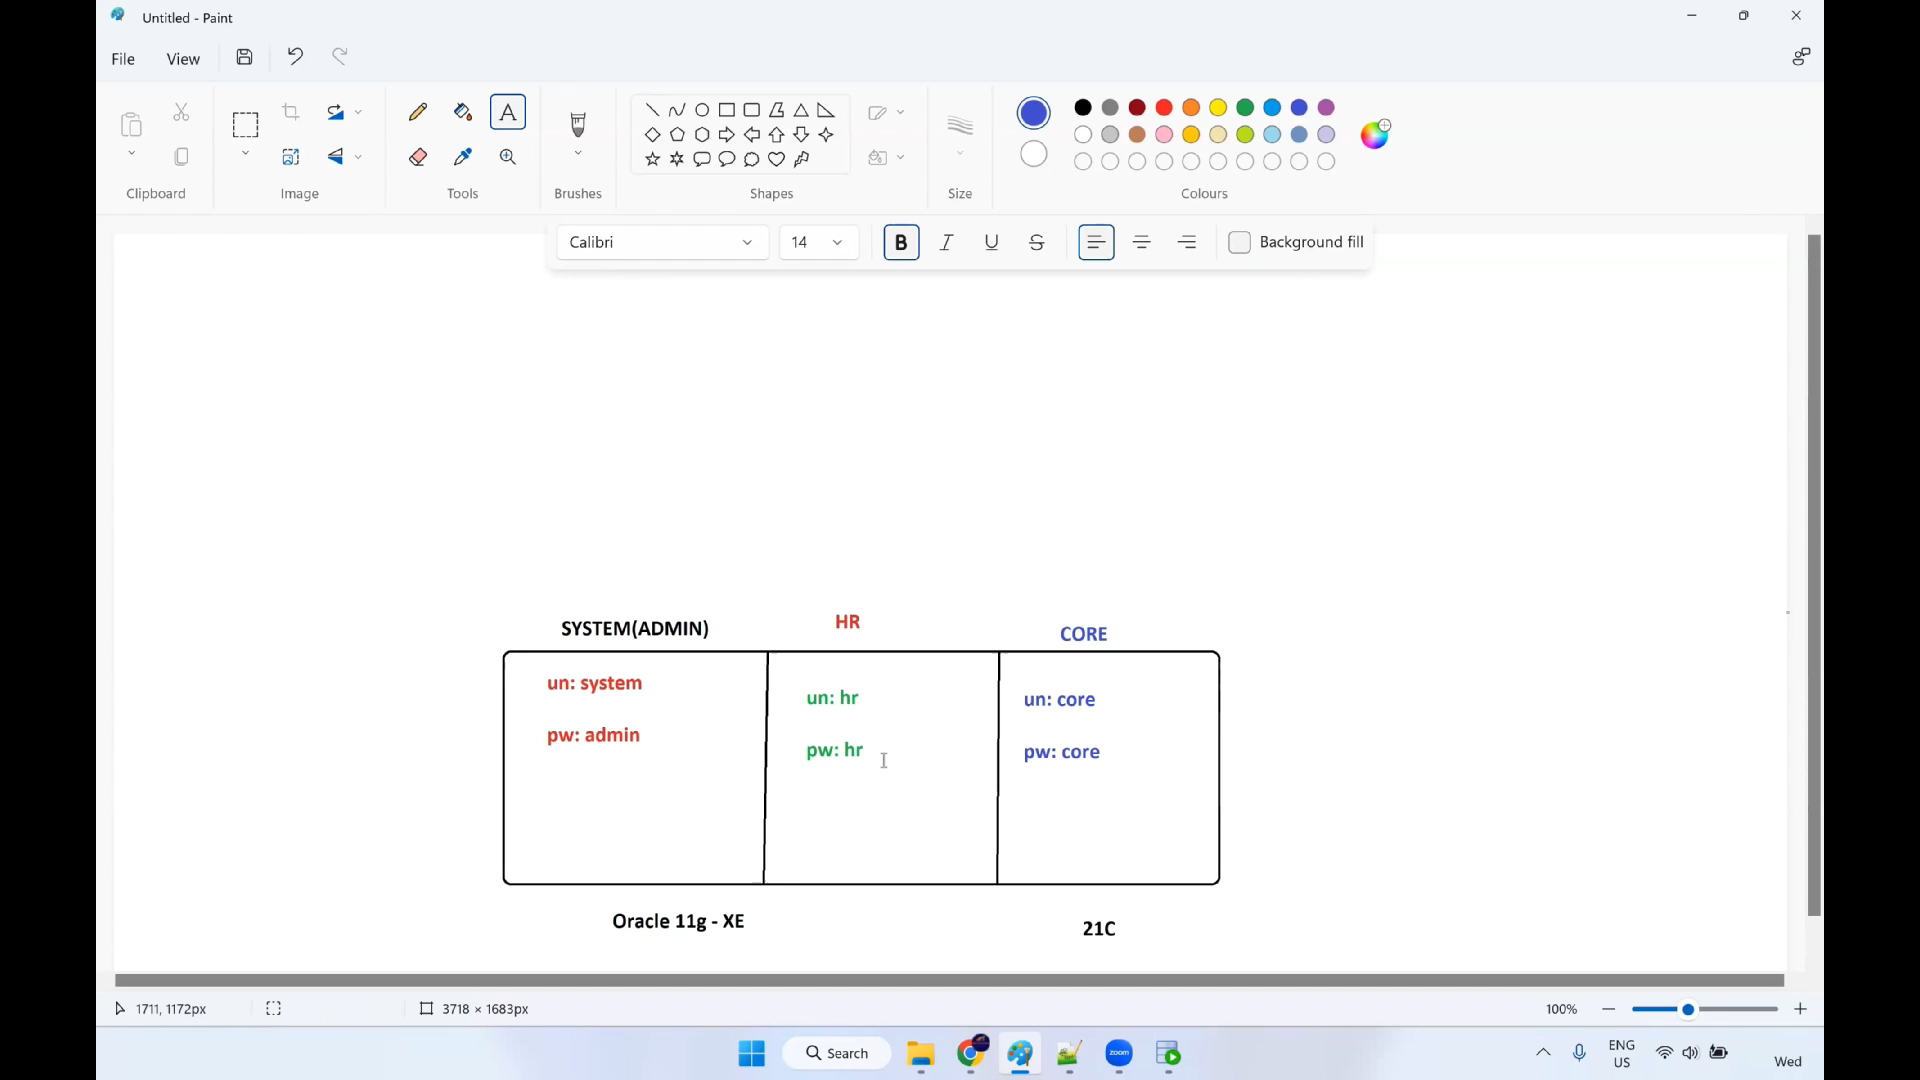 Untitled - Paint
File View
Clipboard
Image
Tools
Brushes
Shapes
Size
Colours
Calibri 14 B I U S Background fill
SYSTEM(ADMIN) HR CORE
un: system un: hr un: core
pw: admin pw: hr pw: core
Oracle 11g - XE 21C
1711, 1172px 3718 × 1683px 100%
Search zoom ENG
US
Wed